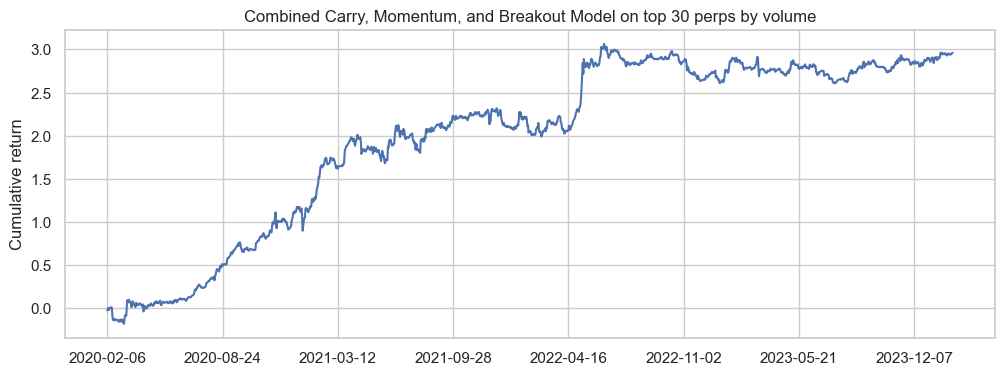 Combined Carry, Momentum, and Breakout Model on top 30 perps by volume
Cumulative return
3.0
2.5
2.0
1.5
1.0
0.5
0.0
2020-02-06 2020-08-24 2021-03-12 2021-09-28 2022-04-16 2022-11-02 2023-05-21 2023-12-07